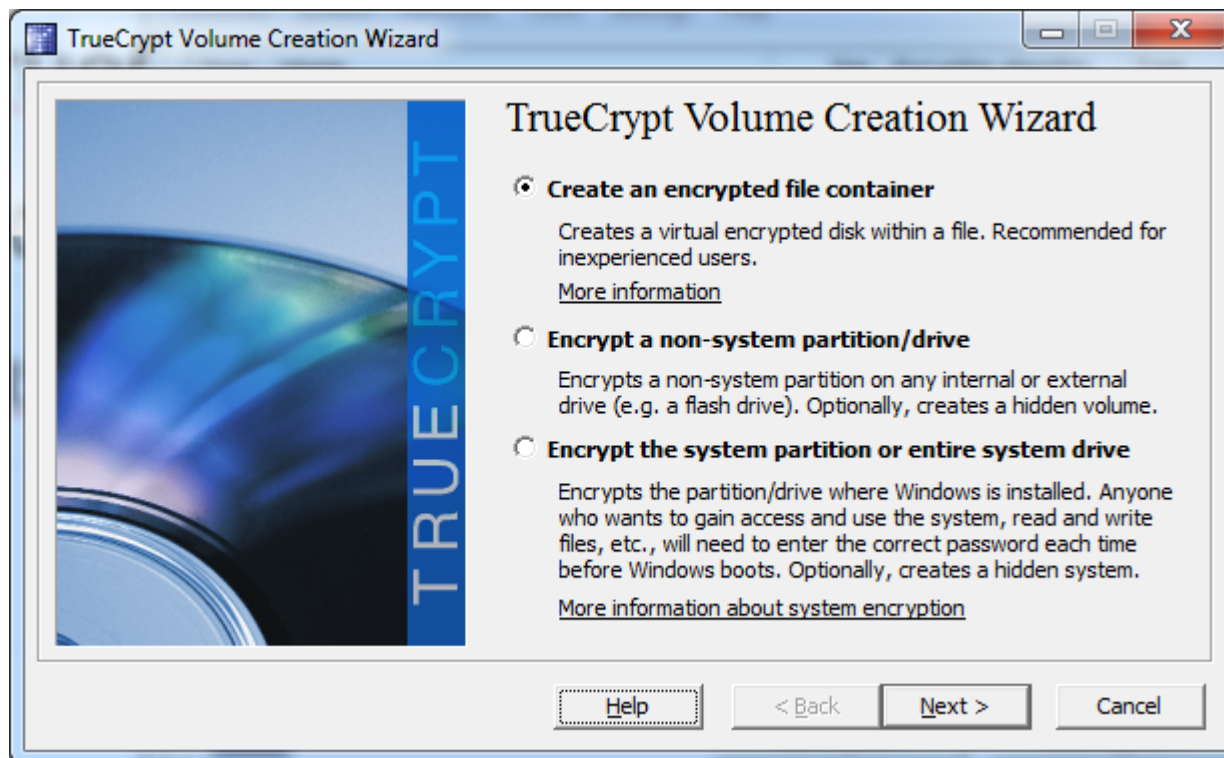 TrueCrypt Volume Creation Wizard
TRUECRYPT
TrueCrypt Volume Creation Wizard
Create an encrypted file container
Creates a virtual encrypted disk within a file. Recommended for
inexperienced users.
More information
Encrypt a non-system partition/drive
Encrypts a non-system partition on any internal or external
drive (e.g. a flash drive). Optionally, creates a hidden volume.
Encrypt the system partition or entire system drive
Encrypts the partition/drive where Windows is installed. Anyone
who wants to gain access and use the system, read and write
files, etc., will need to enter the correct password each time
before Windows boots. Optionally, creates a hidden system.
More information about system encryption
Help
< Back
Next >
Cancel